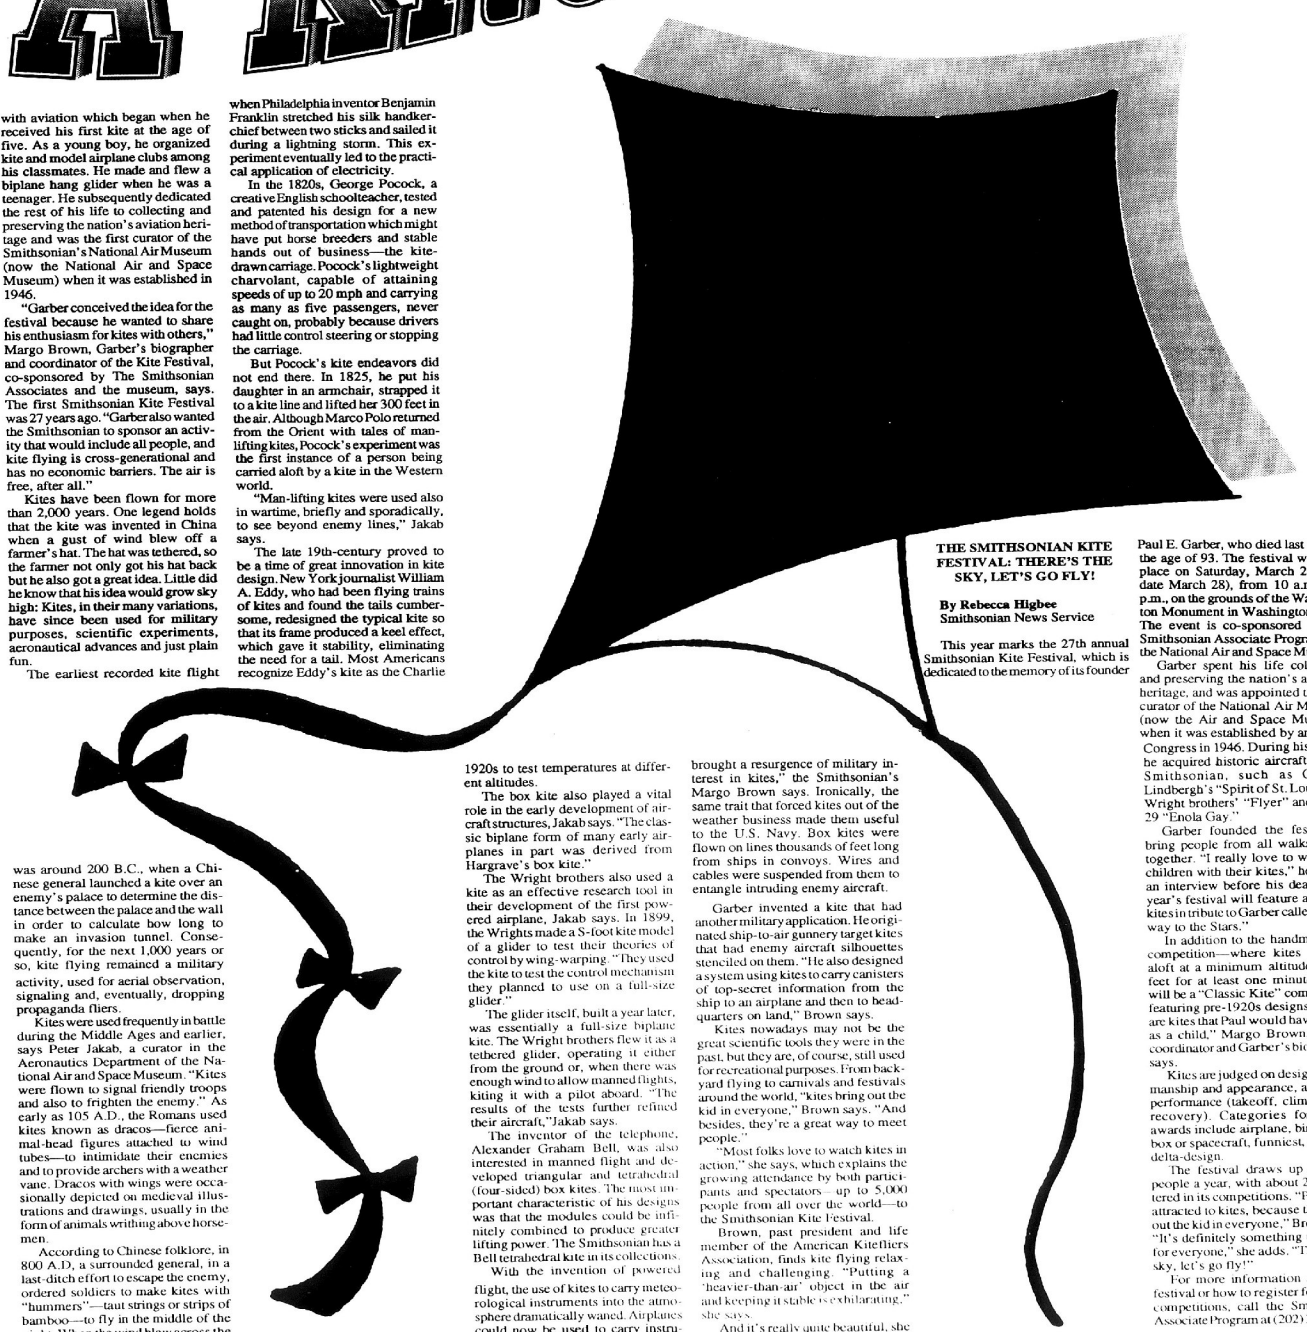 A Kite
with aviation which began when he
received his first kite at the age of
five. As a young boy, he organized
kite and model airplane clubs among
his classmates. He made and flew a
biplane hang glider when he was a
teenager. He subsequently dedicated
the rest of his life to collecting and
preserving the nation's aviation heri-
tage and was the first curator of the
Smithsonian's National Air Museum
(now the National Air and Space
Museum) when it was established in
1946.
"Garber conceived the idea for the
festival because he wanted to share
his enthusiasm for kites with others,"
Margo Brown, Garber's biographer
and coordinator of the Kite Festival,
co-sponsored by The Smithsonian
Associates and the museum, says.
The first Smithsonian Kite Festival
was 27 years ago. "Garber also wanted
the Smithsonian to sponsor an activ-
ity that would include all people, and
kite flying is cross-generational and
has no economic barriers. The air is
free, after all."
Kites have been flown for more
than 2,000 years. One legend holds
that the kite was invented in China
when a gust of wind blew off a
farmer's hat. The hat was tethered, so
the farmer not only got his hat back
but he also got a great idea. Little did
he know that his idea would grow sky
high: Kites, in their many variations,
have since been used for military
purposes, scientific experiments,
aeronautical advances and just plain
fun.
The earliest recorded kite flight
was around 200 B.C., when a Chi-
nese general launched a kite over an
enemy's palace to determine the dis-
tance between the palace and the wall
in order to calculate how long to
make an invasion tunnel. Conse-
quently, for the next 1,000 years or
so, kite flying remained a military
activity, used for aerial observation,
signaling and, eventually, dropping
propaganda fliers.
Kites were used frequently in battle
during the Middle Ages and earlier,
says Peter Jakab, a curator in the
Aeronautics Department of the Na-
tional Air and Space Museum. "Kites
were flown to signal friendly troops
and also to frighten the enemy." As
early as 105 A.D., the Romans used
kites known as dracos—fierce ani-
mal-head figures attached to wind
tubes—to intimidate their enemies
and to provide archers with a weather
vane. Dracos with wings were occa-
sionally depicted on medieval illus-
trations and drawings, usually in the
form of animals writhing above horse-
men.
According to Chinese folklore, in
800 A.D, a surrounded general, in a
last-ditch effort to escape the enemy,
ordered soldiers to make kites with
"hummers"—taut strings or strips of
bamboo—to fly in the middle of the
when Philadelphia inventor Benjamin
Franklin stretched his silk handker-
chief between two sticks and sailed it
during a lightning storm. This ex-
periment eventually led to the practi-
cal application of electricity.
In the 1820s, George Pocock, a
creative English schoolteacher, tested
and patented his design for a new
method of transportation which might
have put horse breeders and stable
hands out of business—the kite-
drawn carriage. Pocock's lightweight
charvolant, capable of attaining
speeds of up to 20 mph and carrying
as many as five passengers, never
caught on, probably because drivers
had little control steering or stopping
the carriage.
But Pocock's kite endeavors did
not end there. In 1825, he put his
daughter in an armchair, strapped it
to a kite line and lifted her 300 feet in
the air. Although Marco Polo returned
from the Orient with tales of man-
lifting kites, Pocock's experiment was
the first instance of a person being
carried aloft by a kite in the Western
world.
"Man-lifting kites were used also
in wartime, briefly and sporadically,
to see beyond enemy lines," Jakab
says.
The late 19th-century proved to
be a time of great innovation in kite
design. New York journalist William
A. Eddy, who had been flying trains
of kites and found the tails cumber-
some, redesigned the typical kite so
that its frame produced a keel effect,
which gave it stability, eliminating
the need for a tail. Most Americans
recognize Eddy's kite as the Charlie
1920s to test temperatures at differ-
ent altitudes.
The box kite also played a vital
role in the early development of air-
craft structures, Jakab says. "The clas-
sic biplane form of many early air-
planes in part was derived from
Hargrave's box kite."
The Wright brothers also used a
kite as an effective research tool in
their development of the first pow-
ered airplane, Jakab says. In 1899,
the Wrights made a S-foot kite model
of a glider to test their theories of
control by wing-warping. "They used
the kite to test the control mechanism
they planned to use on a full-size
glider."
The glider itself, built a year later,
was essentially a full-size biplane
kite. The Wright brothers flew it as a
tethered glider, operating it either
from the ground or, when there was
enough wind to allow manned flights,
kiting it with a pilot aboard. "The
results of the tests further refined
their aircraft,"Jakab says.
The inventor of the telephone,
Alexander Graham Bell, was also
interested in manned flight and de-
veloped triangular and tetrahedral
(four-sided) box kites. The most im-
portant characteristic of his designs
was that the modules could be infi-
nitely combined to produce greater
lifting power. The Smithsonian has a
Bell tetrahedral kite in its collections.
With the invention of powered
flight, the use of kites to carry meteo-
rological instruments into the atmo-
sphere dramatically waned. Airplanes
could now be used to carry instru-
brought a resurgence of military in-
terest in kites," the Smithsonian's
Margo Brown says. Ironically, the
same trait that forced kites out of the
weather business made them useful
to the U.S. Navy. Box kites were
flown on lines thousands of feet long
from ships in convoys. Wires and
cables were suspended from them to
entangle intruding enemy aircraft.
Garber invented a kite that had
another military application. He origi-
nated ship-to-air gunnery target kites
that had enemy aircraft silhouettes
stenciled on them. "He also designed
a system using kites to carry canisters
of top-secret information from the
ship to an airplane and then to head-
quarters on land," Brown says.
Kites nowadays may not be the
great scientific tools they were in the
past, but they are, of course, still used
for recreational purposes. From back-
yard flying to carnivals and festivals
around the world, "kites bring out the
kid in everyone," Brown says. "And
besides, they're a great way to meet
people."
"Most folks love to watch kites in
action," she says, which explains the
growing attendance by both partici-
pants and spectators—up to 5,000
people from all over the world—to
the Smithsonian Kite Festival.
Brown, past president and life
member of the American Kitefliers
Association, finds kite flying relax-
ing and challenging. "Putting a
'heavier-than-air' object in the air
and keeping it stable is exhilarating,"
she says.
And it's really quite beautiful, she
THE SMITHSONIAN KITE
FESTIVAL: THERE'S THE
SKY, LET'S GO FLY!
By Rebecca Higbee
Smithsonian News Service
This year marks the 27th annual
Smithsonian Kite Festival, which is
dedicated to the memory of its founder
Paul E. Garber, who died last
the age of 93. The festival w
place on Saturday, March 2
date March 28), from 10 a.
p.m., on the grounds of the Wa
ton Monument in Washington
The event is co-sponsored
Smithsonian Associate Progr
the National Air and Space M
Garber spent his life col
and preserving the nation's a
heritage, and was appointed
curator of the National Air M
(now the Air and Space Mu
when it was established by a
Congress in 1946. During his
he acquired historic aircraft
Smithsonian, such as
Lindbergh's "Spirit of St. Lou
Wright brothers' "Flyer" and
29 "Enola Gay."
Garber founded the fes
bring people from all walks
together. "I really love to w
children with their kites," he
an interview before his dea
year's festival will feature a
kites in tribute to Garber calle
way to the Stars."
In addition to the handm
competition—where kites
aloft at a minimum altitude
feet for at least one minut
will be a "Classic Kite" com
featuring pre-1920s designs
are kites that Paul would hav
as a child," Margo Brown
coordinator and Garber's bio
says.
Kites are judged on desig
manship and appearance, a
performance (takeoff, clim
recovery). Categories fo
awards include airplane, bi
box or spacecraft, funniest,
delta-design.
The festival draws up
people a year, with about 2
tered in its competitions. "P
attracted to kites, because t
out the kid in everyone," Br
"It's definitely something
for everyone," she adds. "T
sky, let's go fly!"
For more information
festival or how to register f
competitions, call the Sm
Associate Program at (202)